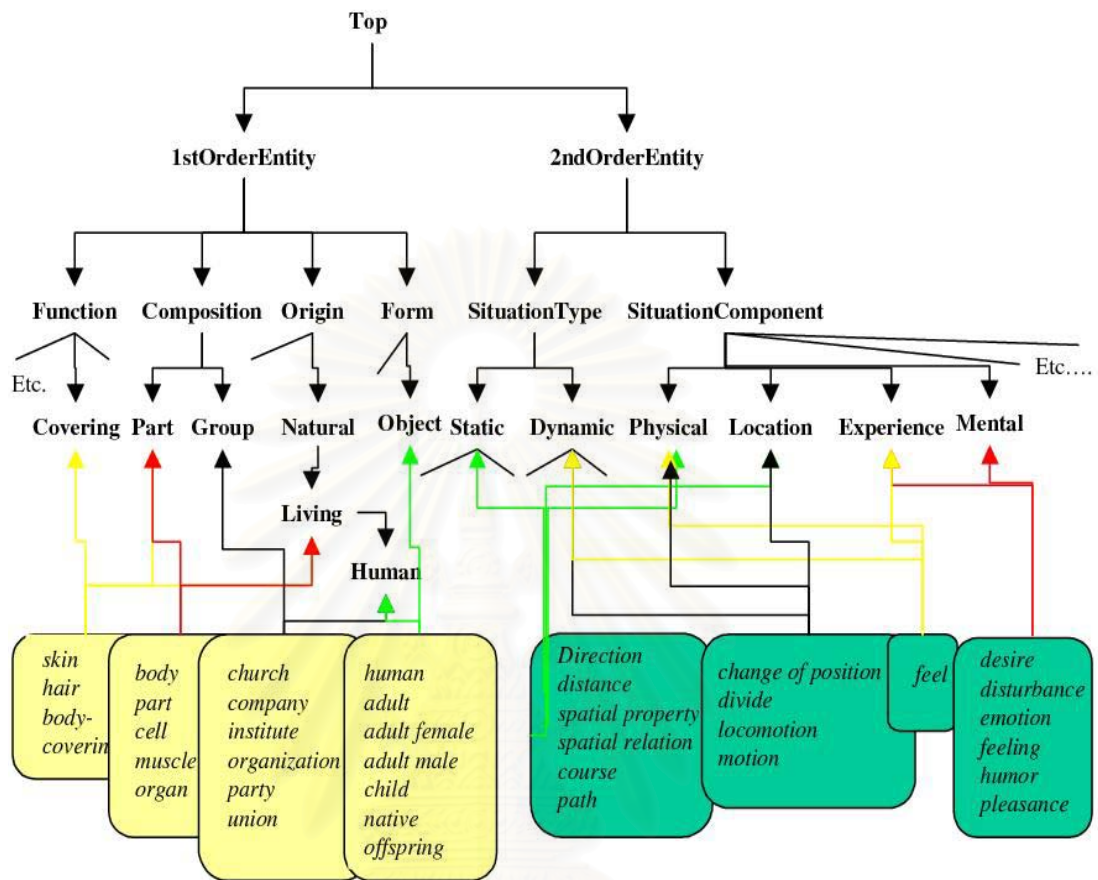 Top
1stOrderEntity 2ndOrderEntity
Function Composition Origin Form SituationType SituationComponent
Etc. Etc....
Covering Part Group Natural Object Static Dynamic Physical Location Experience Mental
Living
Human
skin
hair
body-
coverin
body
part
cell
muscle
organ
church
company
institute
organization
party
union
human
adult
adult female
adult male
child
native
offspring
Direction
distance
spatial property
spatial relation
course
path
change of position
divide
locomotion
motion
feel
desire
disturbance
emotion
feeling
humor
pleasance